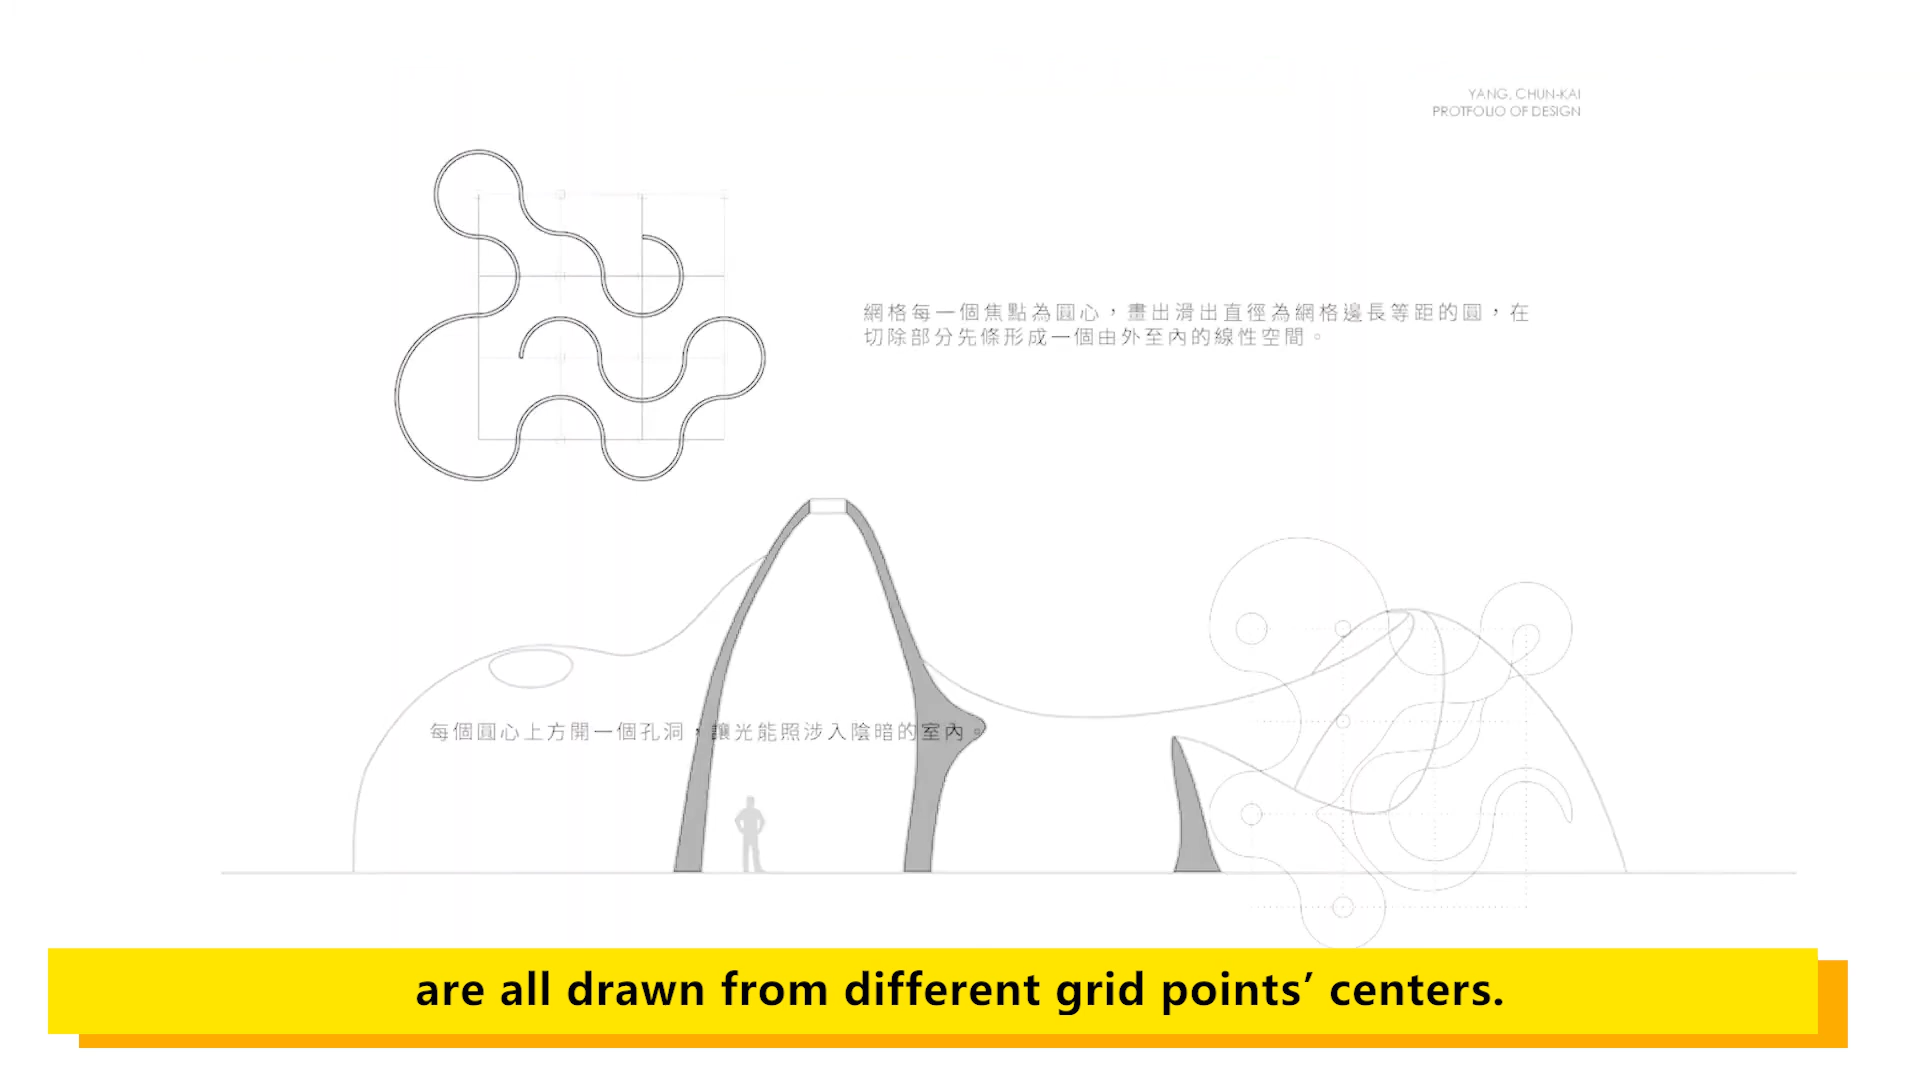 YANG, CHUN-KAI
PROTFOLIO OF DESIGN
網格每一個焦點為圓心，畫出滑出直徑為網格邊長等距的圓，在
切除部分先條形成一個由外至內的線性空間。
每個圓心上方開一個孔洞，讓光能照涉入陰暗的室內。
are all drawn from different grid points’ centers.